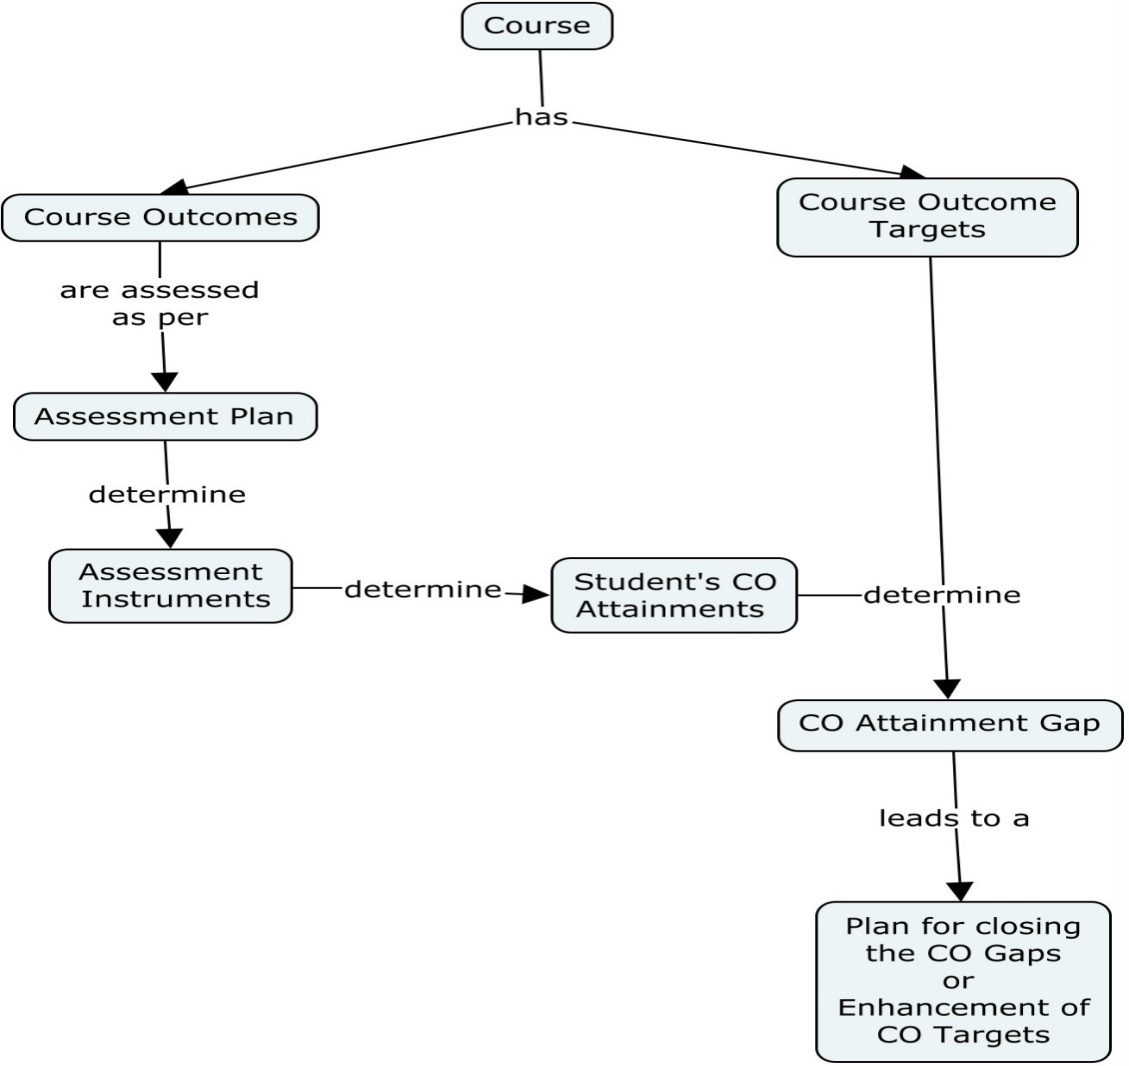 Course
has
Course Outcomes
Course Outcome
Targets
are assessed
as per
Assessment Plan
determine
Assessment
Instruments
determine
Student's CO
Attainments
determine
CO Attainment Gap
leads to a
Plan for closing
the CO Gaps
or
Enhancement of
CO Targets